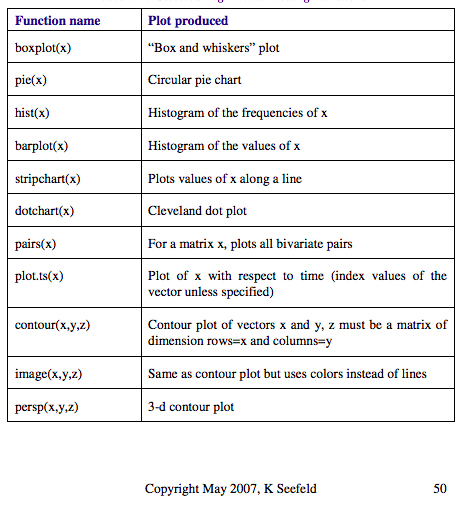 Function name Plot produced
boxplot(x) “Box and whiskers” plot
pie(x) Circular pie chart
hist(x) Histogram of the frequencies of x
barplot(x) Histogram of the values of x
stripchart(x) Plots values of x along a line
dotchart(x) Cleveland dot plot
pairs(x) For a matrix x, plots all bivariate pairs
plot.ts(x) Plot of x with respect to time (index values of the
vector unless specified)
contour(x,y,z) Contour plot of vectors x and y, z must be a matrix of
dimension rows=x and columns=y
image(x,y,z) Same as contour plot but uses colors instead of lines
persp(x,y,z) 3-d contour plot
Copyright May 2007, K Seefeld 50